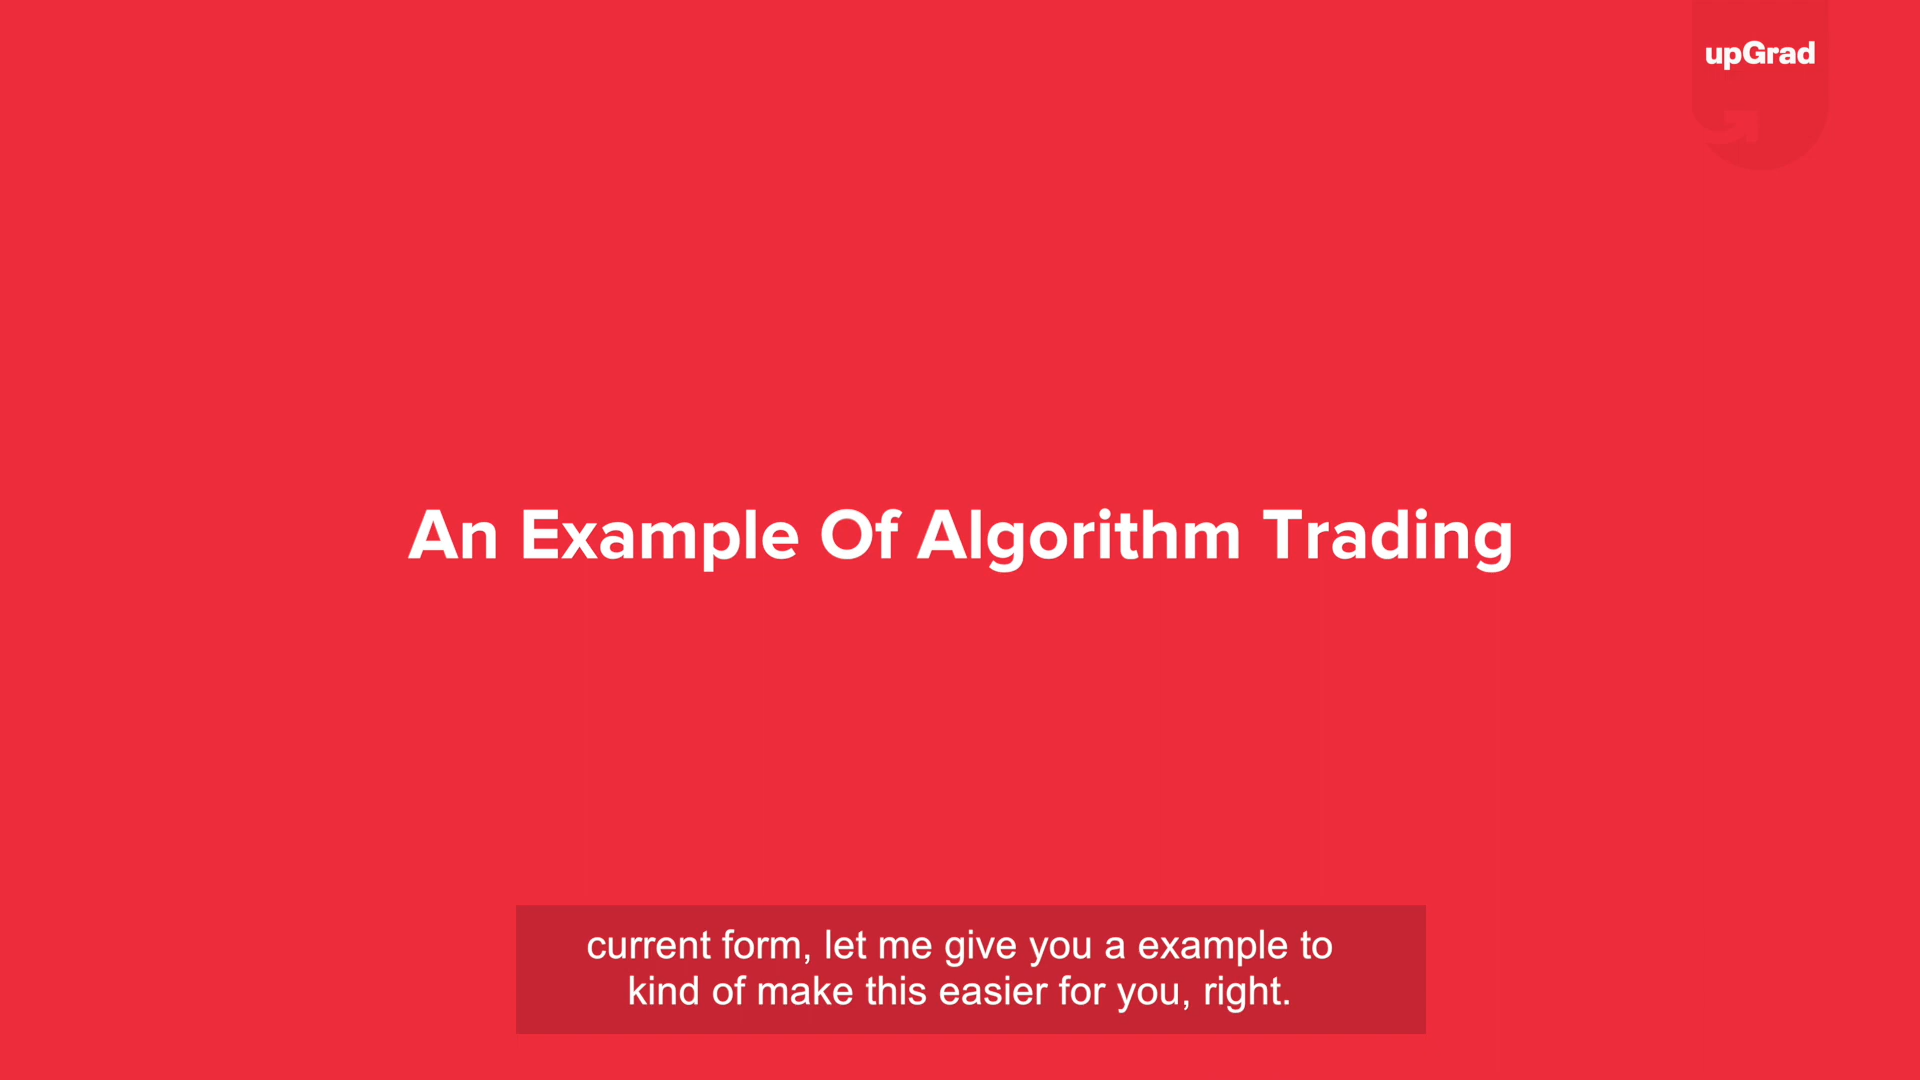 upGrad
An Example Of Algorithm Trading
current form, let me give you a example to
kind of make this easier for you, right.